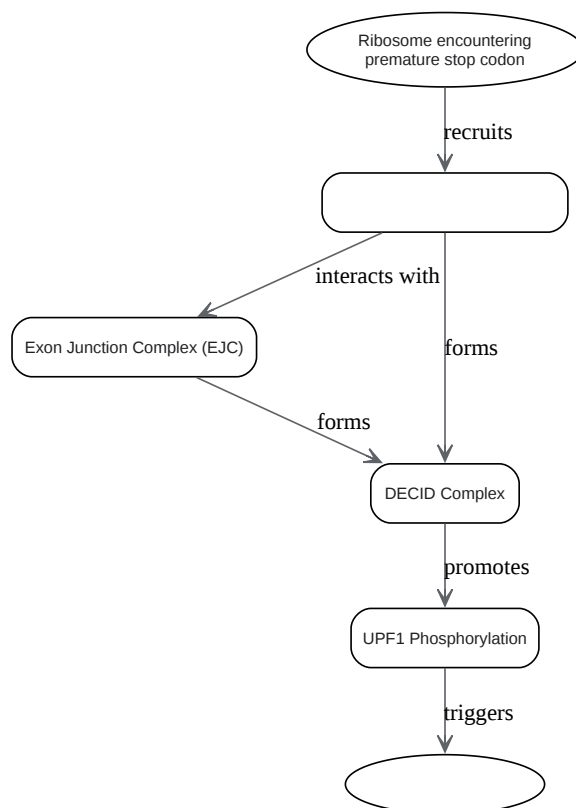 Ribosome encountering
premature stop codon
recruits
interacts with
Exon Junction Complex (EJC)
forms
forms
DECID Complex
promotes
UPF1 Phosphorylation
triggers